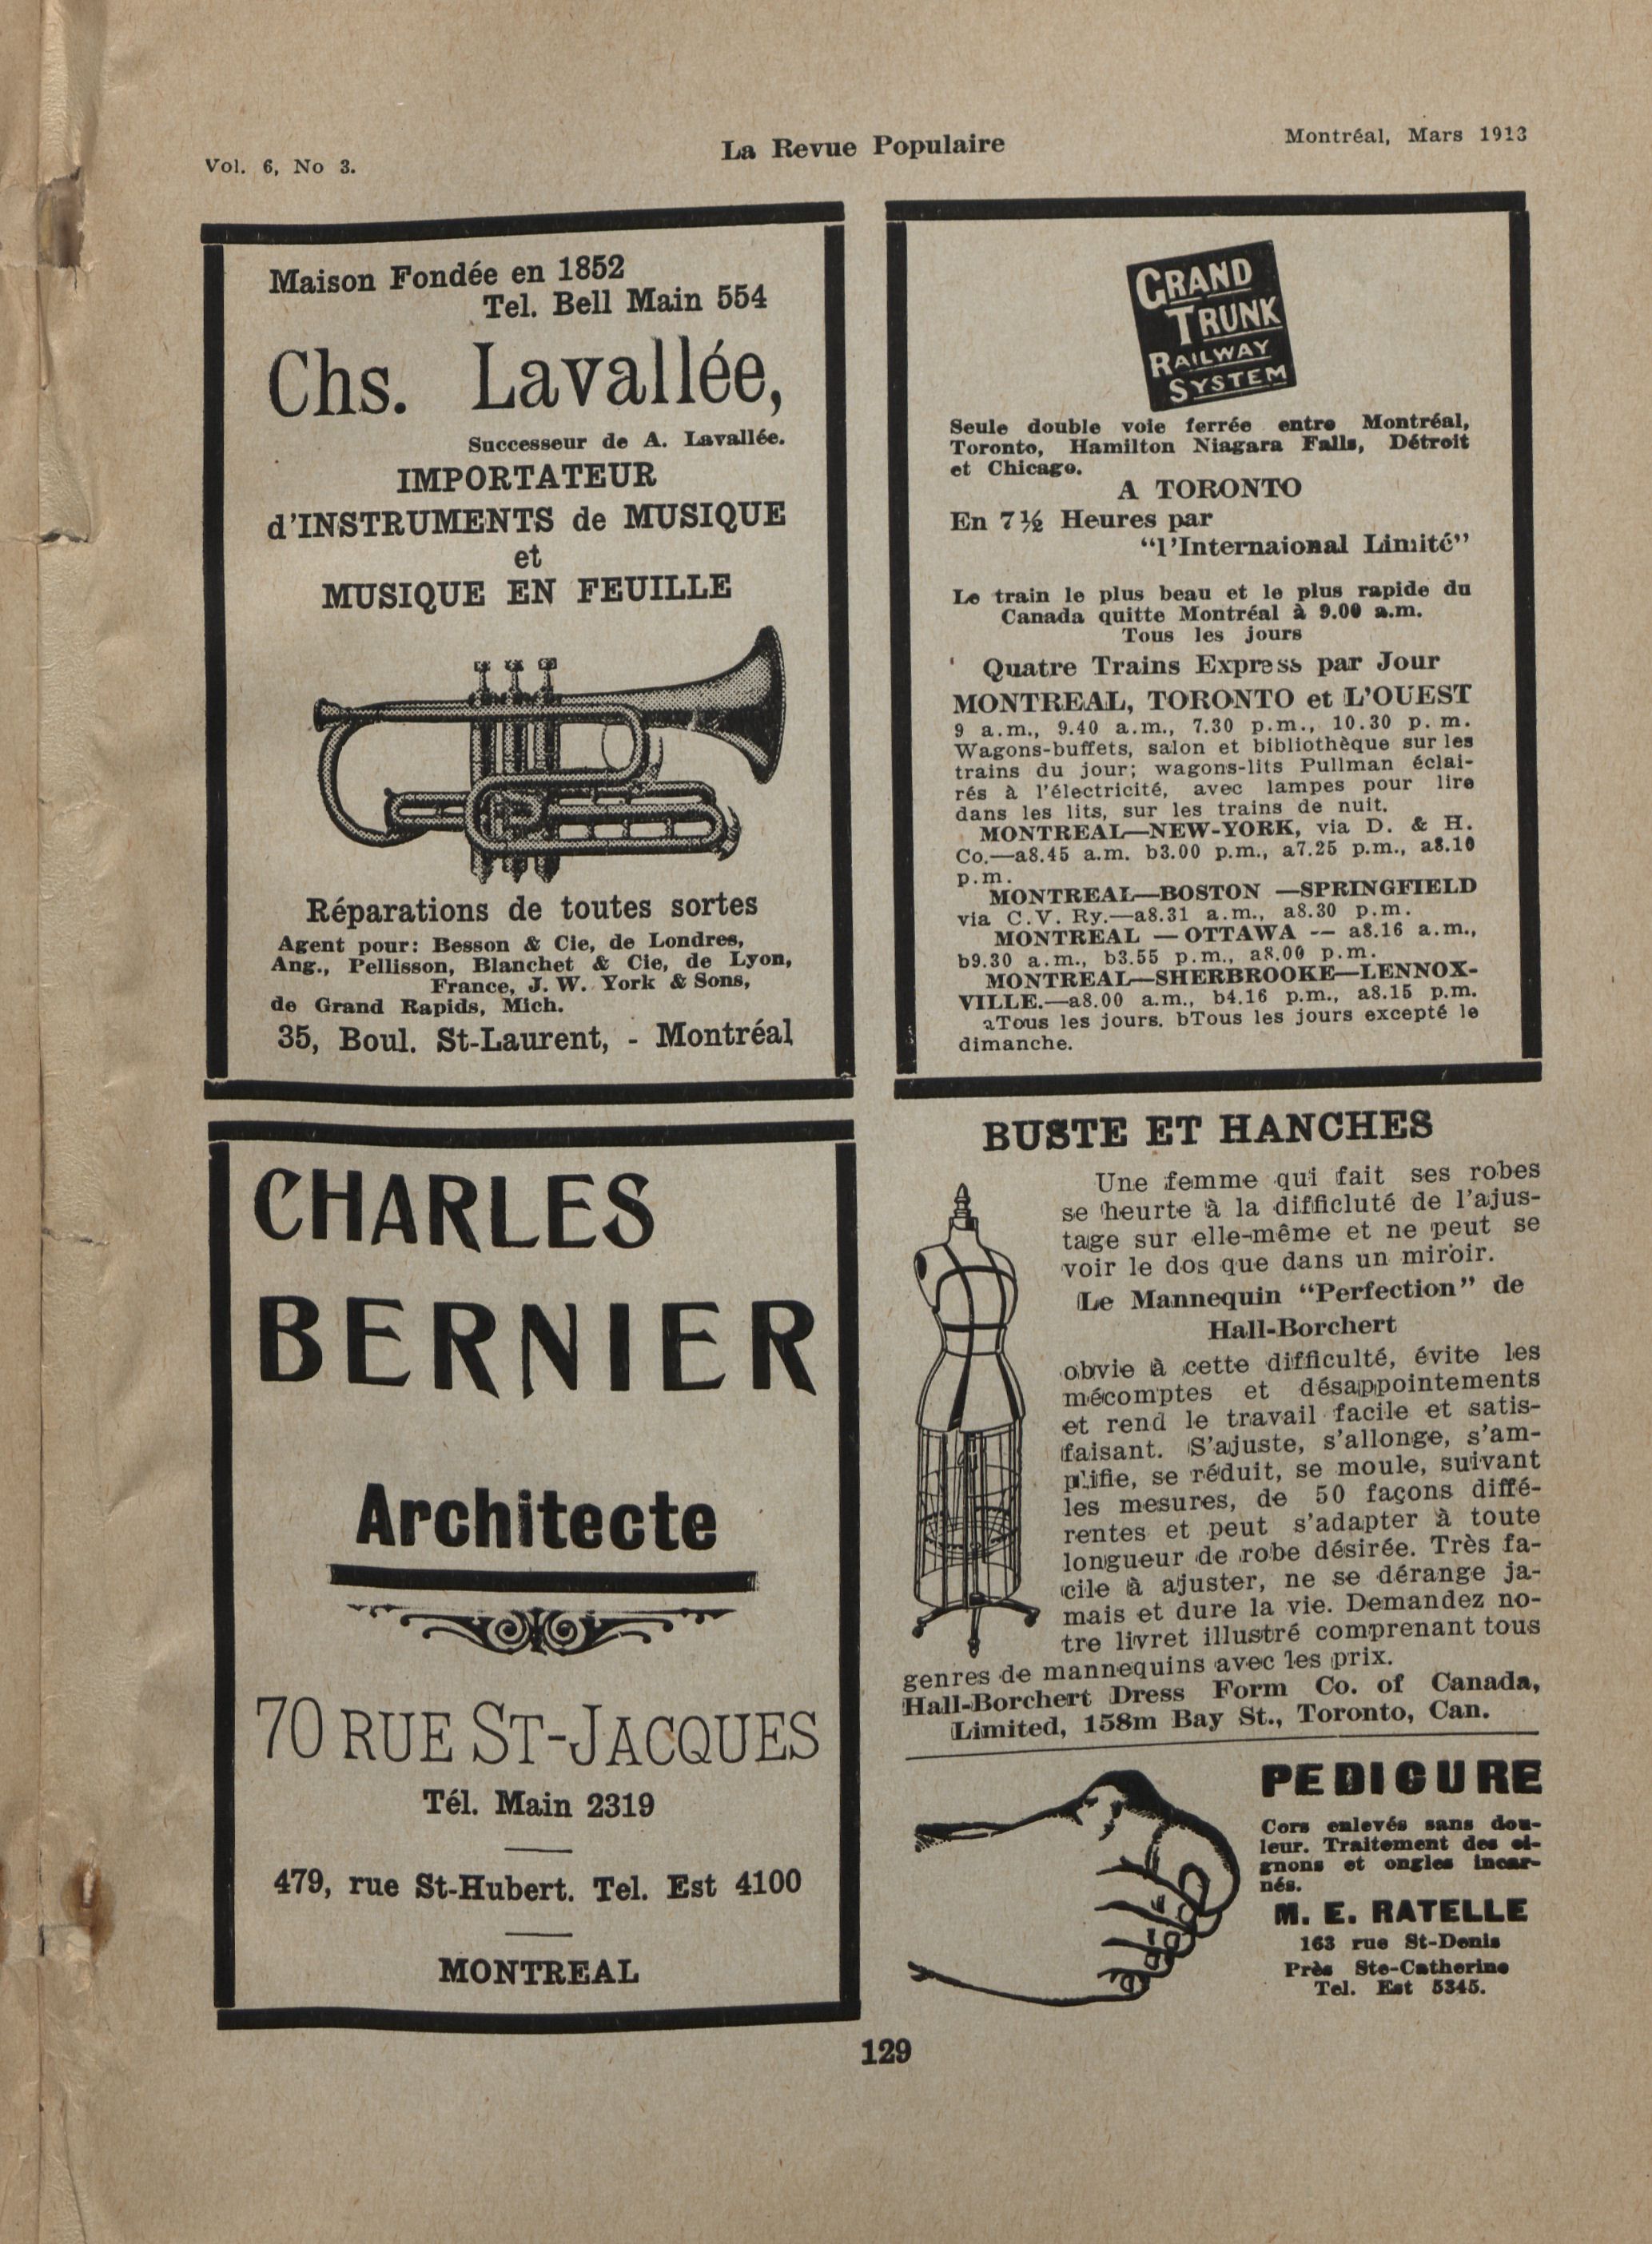 Vol. 6, No 3.
La Revue Populaire
Montréal, Mars 1913
Maison Fondée en 1852
Tel. Bell Main 554
Chs. Lavallée,
Successeur de A. Lavallée.
IMPORTATEUR
d'INSTRUMENTS de MUSIQUE
et
MUSIQUE EN FEUILLE
Réparations de toutes sortes
Agent pour: Besson & Cie, de Londres,
Ang., Pellisson, Blanchet & Cie, de Lyon,
France, J. W. York & Sons,
de Grand Rapids, Mich.
35, Boul. St-Laurent, - Montréal
GRAND
TRUNK
RAILWAY
SYSTEM
Seule double voie ferrée entre Montréal,
Toronto, Hamilton Niagara Falls, Détroit
et Chicago.
A TORONTO
En 7½ Heures par
"l'Internaional Limité"
Le train le plus beau et le plus rapide du
Canada quitte Montréal à 9.00 a.m.
Tous les jours
Quatre Trains Express par Jour
MONTREAL, TORONTO et L'OUEST
9 a.m., 9.40 a.m., 7.30 p.m., 10.30 p.m.
Wagons-buffets, salon et bibliothèque sur les
trains du jour; wagons-lits Pullman éclai-
rés à l'électricité, avec lampes pour lire
dans les lits, sur les trains de nuit.
MONTREAL—NEW-YORK, via D. & H.
Co.—a8.45 a.m. b3.00 p.m., a7.25 p.m., a8.10
p.m.
MONTREAL—BOSTON —SPRINGFIELD
via C.V. Ry.—a8.31 a.m., a8.30 p.m.
MONTREAL — OTTAWA -- a8.16 a.m.,
b9.30 a.m., b3.55 p.m., a8.00 p.m.
MONTREAL—SHERBROOKE—LENNOX-
VILLE.—a8.00 a.m., b4.16 p.m., a8.15 p.m.
aTous les jours. bTous les jours excepté le
dimanche.
CHARLES
BERNIER
Architecte
70 RUE ST-JACQUES
Tél. Main 2319
479, rue St-Hubert. Tel. Est 4100
MONTREAL
BUSTE ET HANCHES
Une femme qui fait ses robes
se heurte à la difficluté de l'ajus-
tage sur elle-même et ne peut se
voir le dos que dans un miroir.
Le Mannequin "Perfection" de
Hall-Borchert
obvie à cette difficulté, évite les
mécomptes et désappointements
et rend le travail facile et satis-
faisant. S'ajuste, s'allonge, s'am-
plifie, se réduit, se moule, suivant
les mesures, de 50 façons diffé-
rentes et peut s'adapter à toute
longueur de robe désirée. Très fa-
cile à ajuster, ne se dérange ja-
mais et dure la vie. Demandez no-
tre livret illustré comprenant tous
genres de mannequins avec les prix.
Hall-Borchert Dress Form Co. of Canada,
Limited, 158m Bay St., Toronto, Can.
PEDICURE
Cors enlevés sans dou-
leur. Traitement des oi-
gnons et ongles incar-
nés.
M. E. RATELLE
163 rue St-Denis
Près Ste-Catherine
Tel. Est 5345.
129